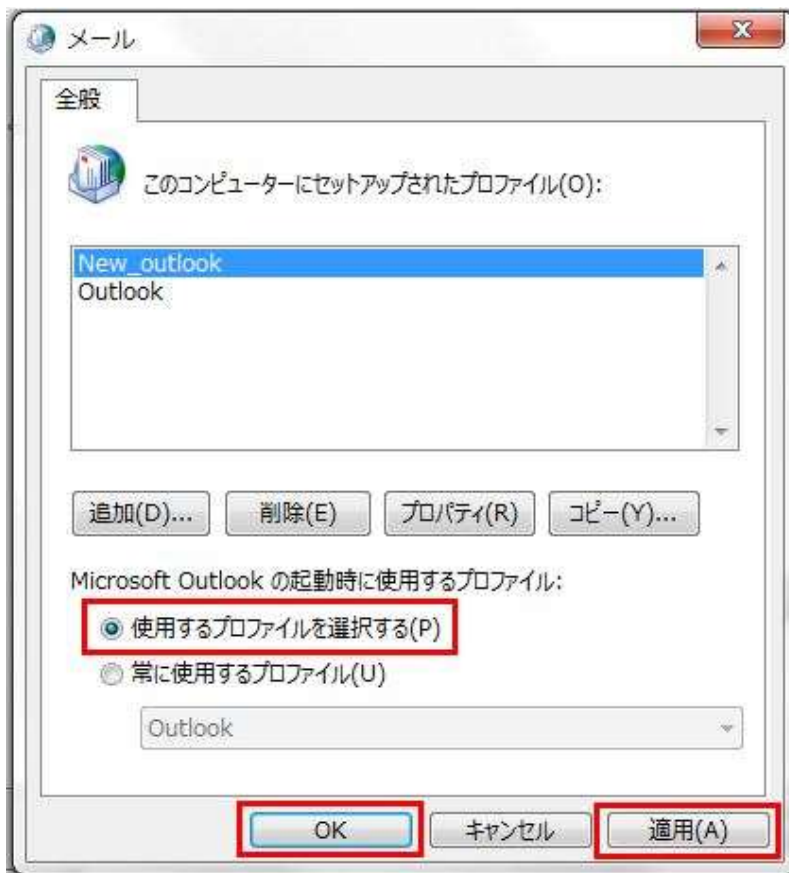 メール
全般
このコンピューターにセットアップされたプロファイル(O):
New_outlook
Outlook
追加(D)... 削除(E) プロパティ(R) コピー(Y)...
Microsoft Outlook の起動時に使用するプロファイル:
使用するプロファイルを選択する(P)
常に使用するプロファイル(U)
Outlook
OK キャンセル 適用(A)